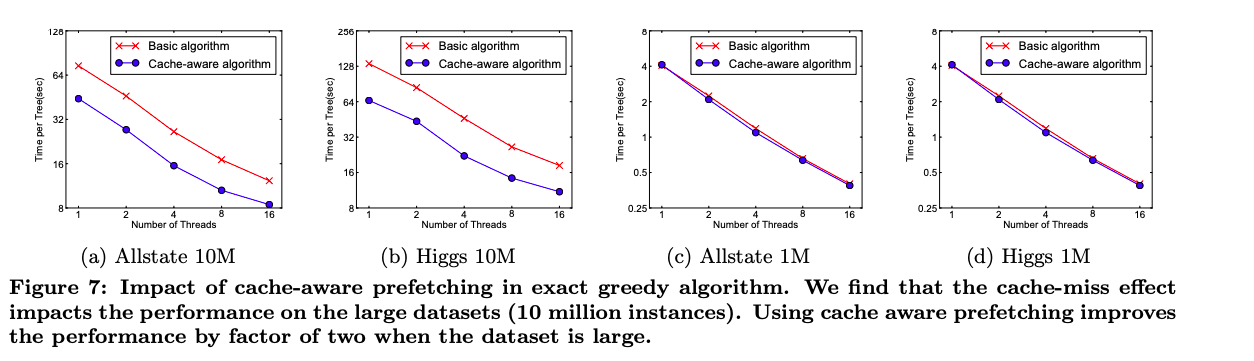 128
64
32
16
8
Time per Tree(sec)
Basic algorithm
Cache-aware algorithm
1 2 4 8 16
Number of Threads
(a) Allstate 10M
256
128
64
32
16
8
Time per Tree(sec)
Basic algorithm
Cache-aware algorithm
1 2 4 8 16
Number of Threads
(b) Higgs 10M
8
4
2
1
0.5
0.25
Time per Tree(sec)
Basic algorithm
Cache-aware algorithm
1 2 4 8 16
Number of Threads
(c) Allstate 1M
8
4
2
1
0.5
0.25
Time per Tree(sec)
Basic algorithm
Cache-aware algorithm
1 2 4 8 16
Number of Threads
(d) Higgs 1M
Figure 7: Impact of cache-aware prefetching in exact greedy algorithm. We find that the cache-miss effect
impacts the performance on the large datasets (10 million instances). Using cache aware prefetching improves
the performance by factor of two when the dataset is large.